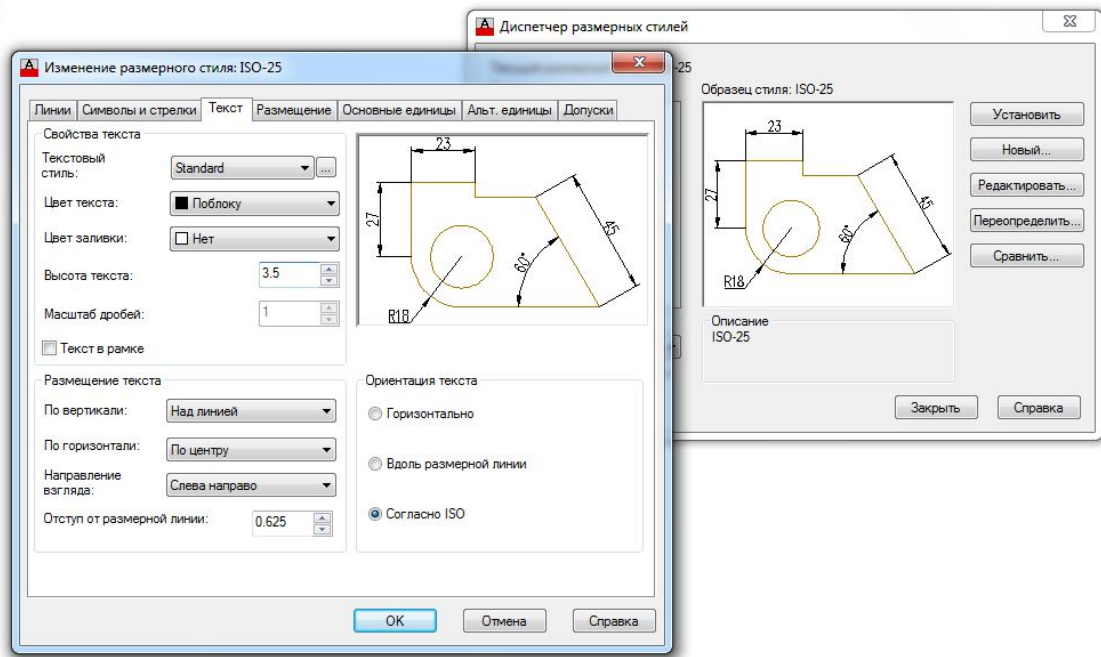 Диспетчер размерных стилей
-25
Образец стиля: ISO-25
23
27
45
60°
R18
Установить
Новый...
Редактировать...
Переопределить...
Сравнить...
Описание
ISO-25
Закрыть
Справка
Изменение размерного стиля: ISO-25
Линии Символы и стрелки Текст Размещение Основные единицы Альт. единицы Допуски
Свойства текста
Текстовый
стиль:
Standard
...
Цвет текста:
Поблоку
Цвет заливки:
Нет
Высота текста:
3.5
Масштаб дробей:
1
Текст в рамке
23
27
45
60°
R18
Размещение текста
По вертикали:
Над линией
По горизонтали:
По центру
Направление
взгляда:
Слева направо
Отступ от размерной линии:
0.625
Ориентация текста
Горизонтально
Вдоль размерной линии
Согласно ISO
OK
Отмена
Справка